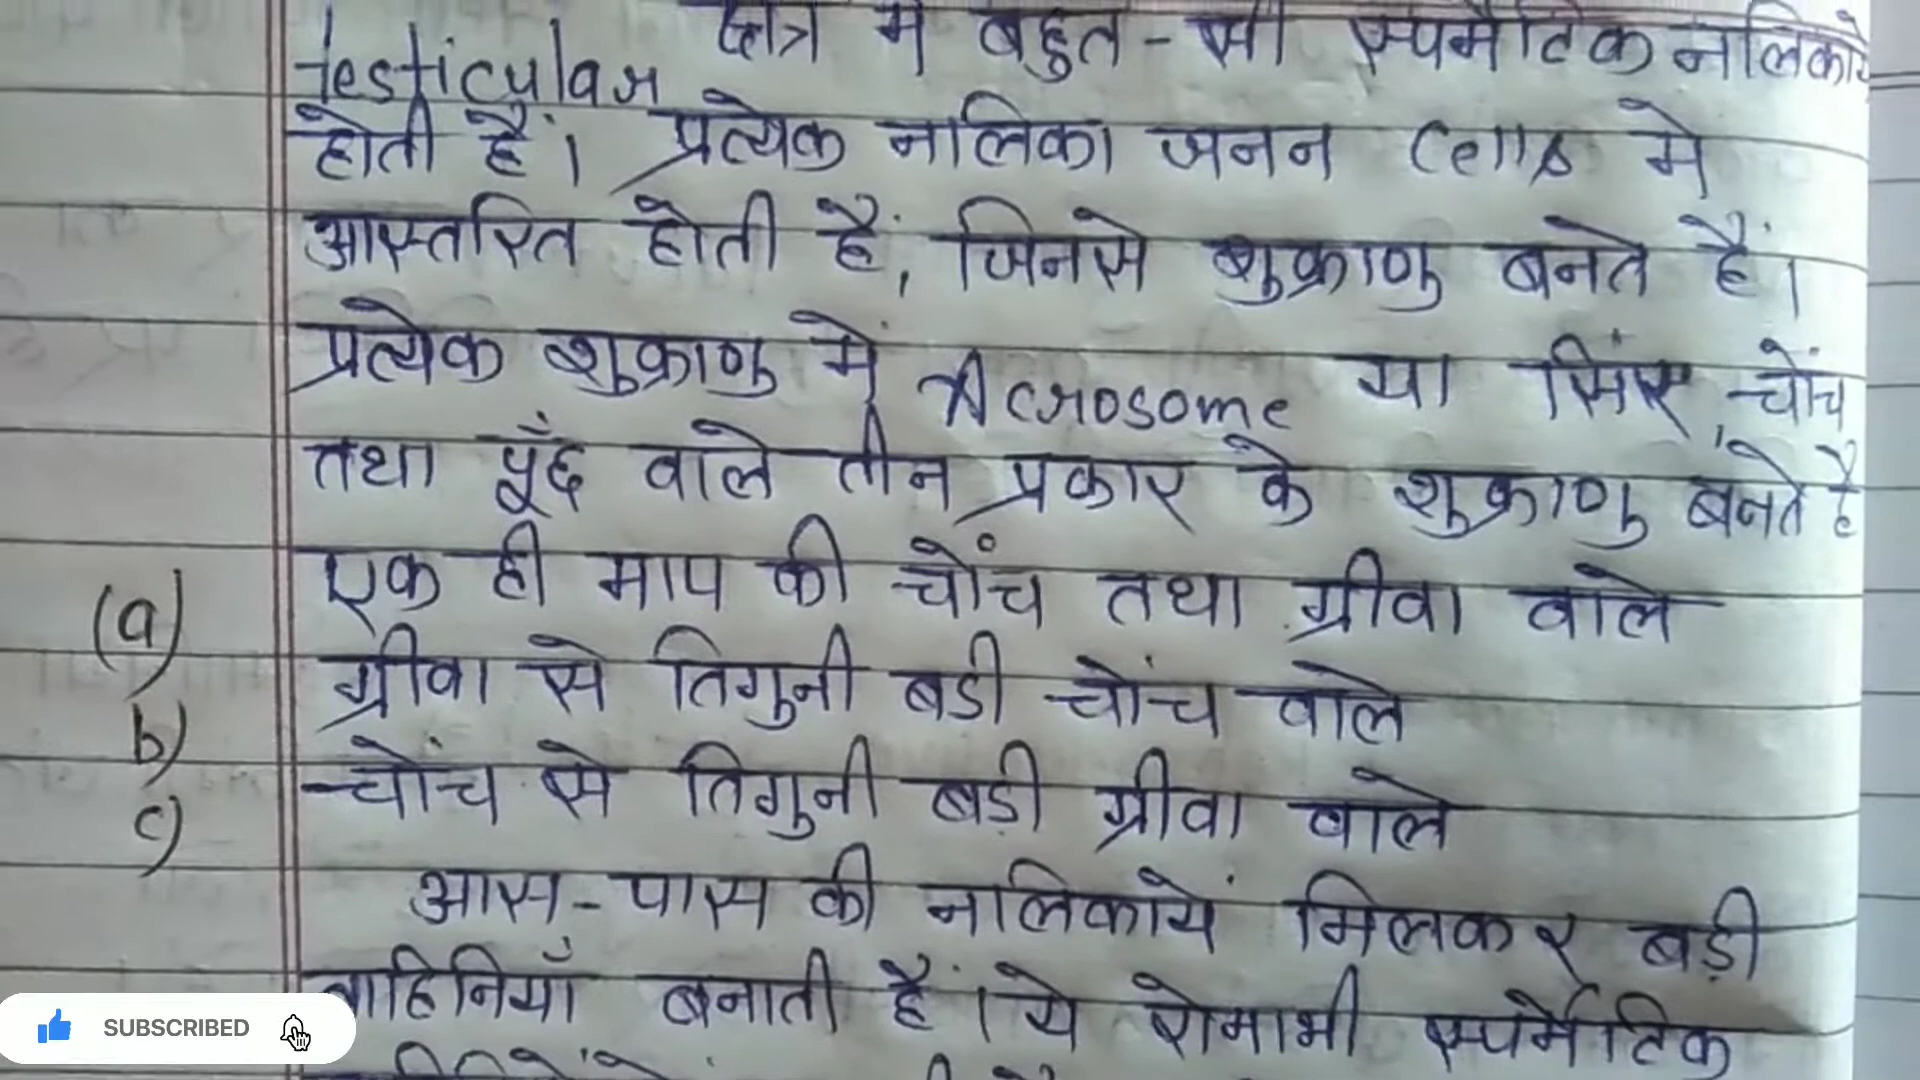 testicular क्षेत्र में बहुत-सी स्पर्मेटिक नलिकाये
होती हैं। प्रत्येक नलिका जनन cells मे
आस्तरित होती हैं, जिनसे शुक्राणु बनते हैं।
प्रत्येक शुक्राणु में Acrosome या सिर, चोंच
तथा पूँछ वाले तीन प्रकार के शुक्राणु बनते है
(a) एक ही माप की चोंच तथा ग्रीवा वाले
b) ग्रीवा से तिगुनी बडी चोंच वाले
c) चोंच से तिगुनी बडी ग्रीवा वाले
आस-पास की नलिकायें मिलकर बड़ी
वाहिनियाँ बनाती हैं। ये रोमाभी स्पर्मेटिक
SUBSCRIBED